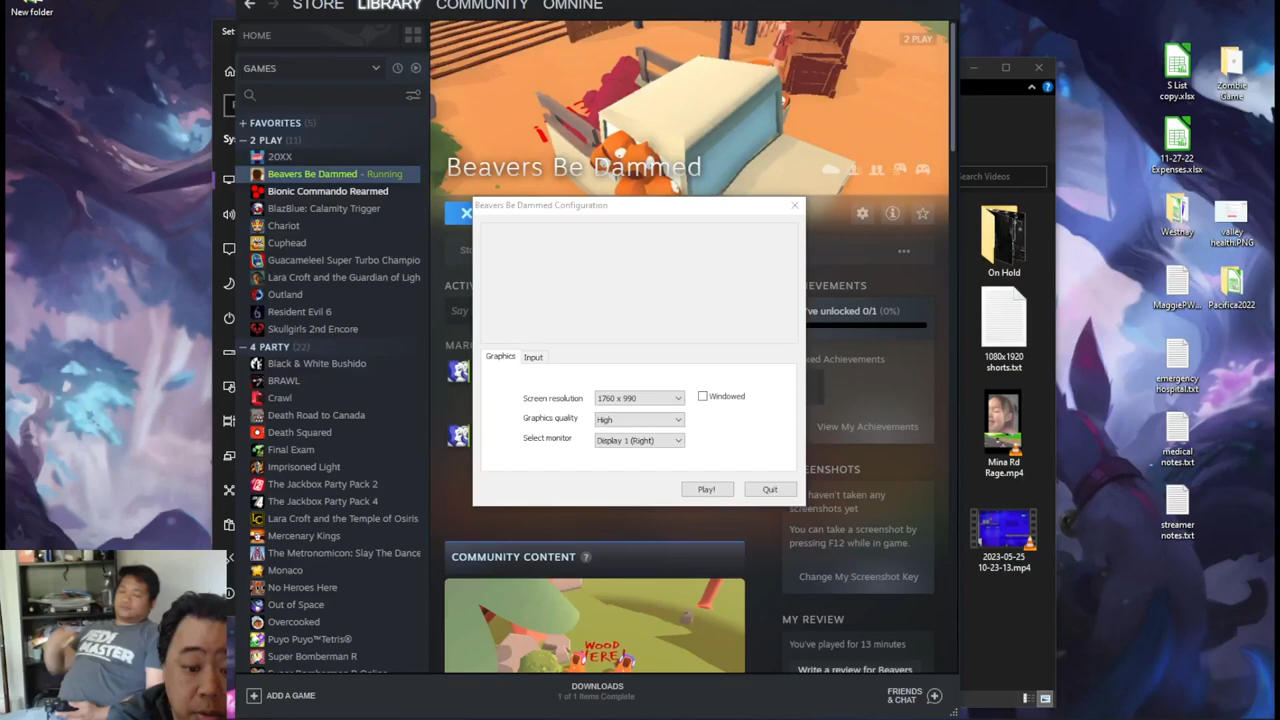 New folder
STORE LIBRARY COMMUNITY OMNINE
Set
HOME
GAMES
+ FAVORITES (5)
Sy
— 2 PLAY (11)
20XX
Beavers Be Dammed - Running
Bionic Commando Rearmed
BlazBlue: Calamity Trigger
Chariot
Cuphead
Guacamelee! Super Turbo Champio
Lara Croft and the Guardian of Ligh
Outland
Resident Evil 6
Skullgirls 2nd Encore
— 4 PARTY (22)
Black & White Bushido
BRAWL
Crawl
Death Road to Canada
Death Squared
Final Exam
Imprisoned Light
The Jackbox Party Pack 2
The Jackbox Party Pack 4
Lara Croft and the Temple of Osiris
Mercenary Kings
The Metronomicon: Slay The Dance
Monaco
No Heroes Here
Out of Space
Overcooked
Puyo Puyo™Tetris®
Super Bomberman R
+ ADD A GAME
2 PLAY
Beavers Be Dammed
Beavers Be Dammed Configuration
Graphics Input
Screen resolution 1760 x 990 Windowed
Graphics quality High
Select monitor Display 1 (Right)
Play! Quit
Sto
ACTIV
Say
MAR
COMMUNITY CONTENT ?
WOOD
HERE!
HIEVEMENTS
've unlocked 0/1 (0%)
ked Achievements
View My Achievements
EENSHOTS
haven't taken any
screenshots yet
You can take a screenshot by
pressing F12 while in game.
Change My Screenshot Key
MY REVIEW
You've played for 13 minutes
Write a review for Beavers
DOWNLOADS
1 of 1 Items Complete
FRIENDS
& CHAT
Search Videos
On Hold
1080x1920
shorts.txt
Mina Rd
Rage.mp4
2023-05-25
10-23-13.mp4
S List
copy.xlsx
Zombie
Game
11-27-22
Expenses.xlsx
Westnay
valley
health.PNG
MaggiePW...
Pacifica2022
emergency
hospital.txt
medical
notes.txt
streamer
notes.txt
JEDI
MASTER